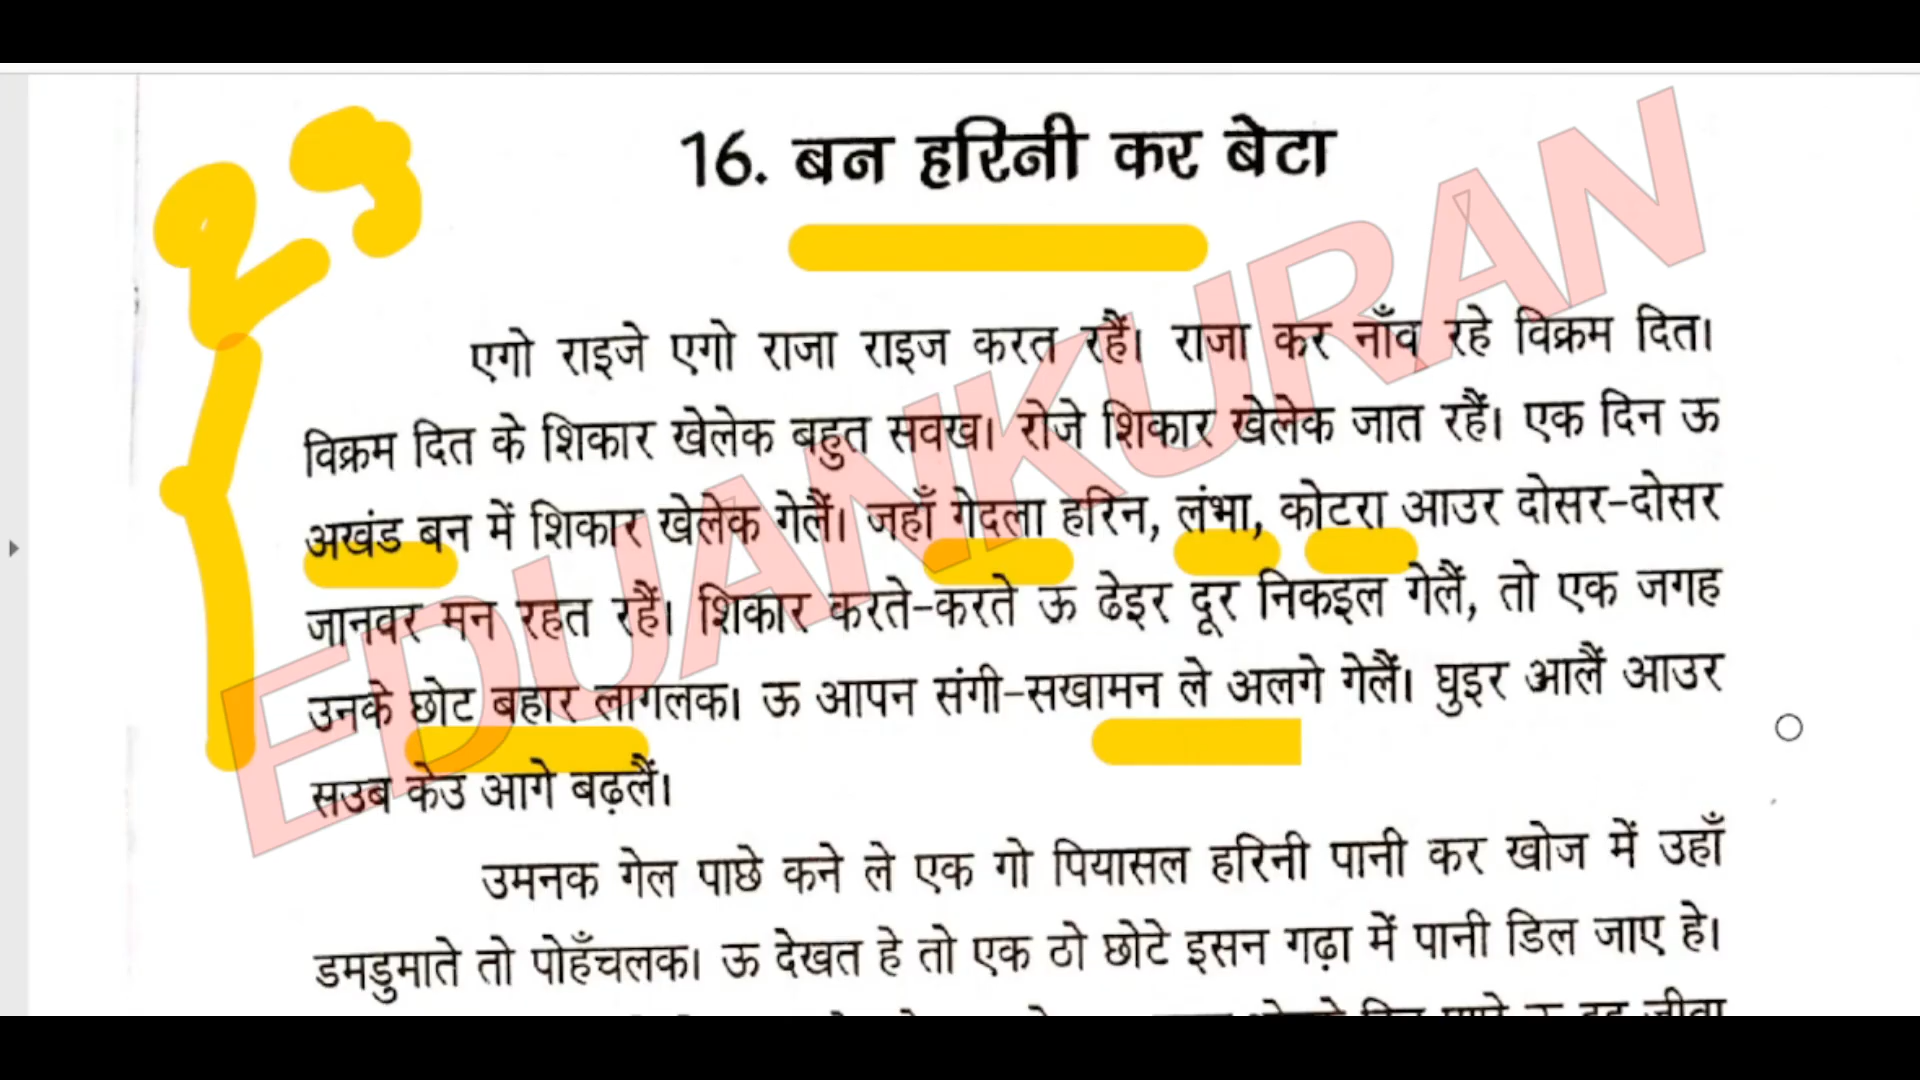 29
16. बन हरिनी कर बेटा
एगो राइजे एगो राजा राइज करत रहैं। राजा कर नाँव रहे विक्रम दित।
विक्रम दित के शिकार खेलेक बहुत सवख। रोजे शिकार खेलेक जात रहैं। एक दिन ऊ
अखंड बन में शिकार खेलेक गेलैं। जहाँ गेदला हरिन, लंभा, कोटरा आउर दोसर-दोसर
जानवर मन रहत रहैं। शिकार करते-करते ऊ ढेइर दूर निकइल गेलैं, तो एक जगह
उनके छोट बहार लागलक। ऊ आपन संगी-सखामन ले अलगे गेलैं। घुइर आलैं आउर
सउब केउ आगे बढ़लैं।
उमनक गेल पाछे कने ले एक गो पियासल हरिनी पानी कर खोज में उहाँ
डमडुमाते तो पोहँचलक। ऊ देखत हे तो एक ठो छोटे इसन गढ़ा में पानी डिल जाए हे।
EDUANKURAN